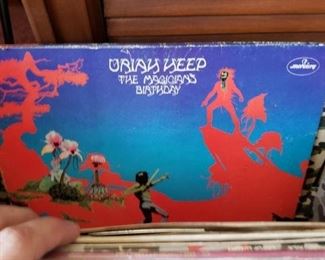 URIAH HEEP
THE MAGICIAN'S
BIRTHDAY
mercury